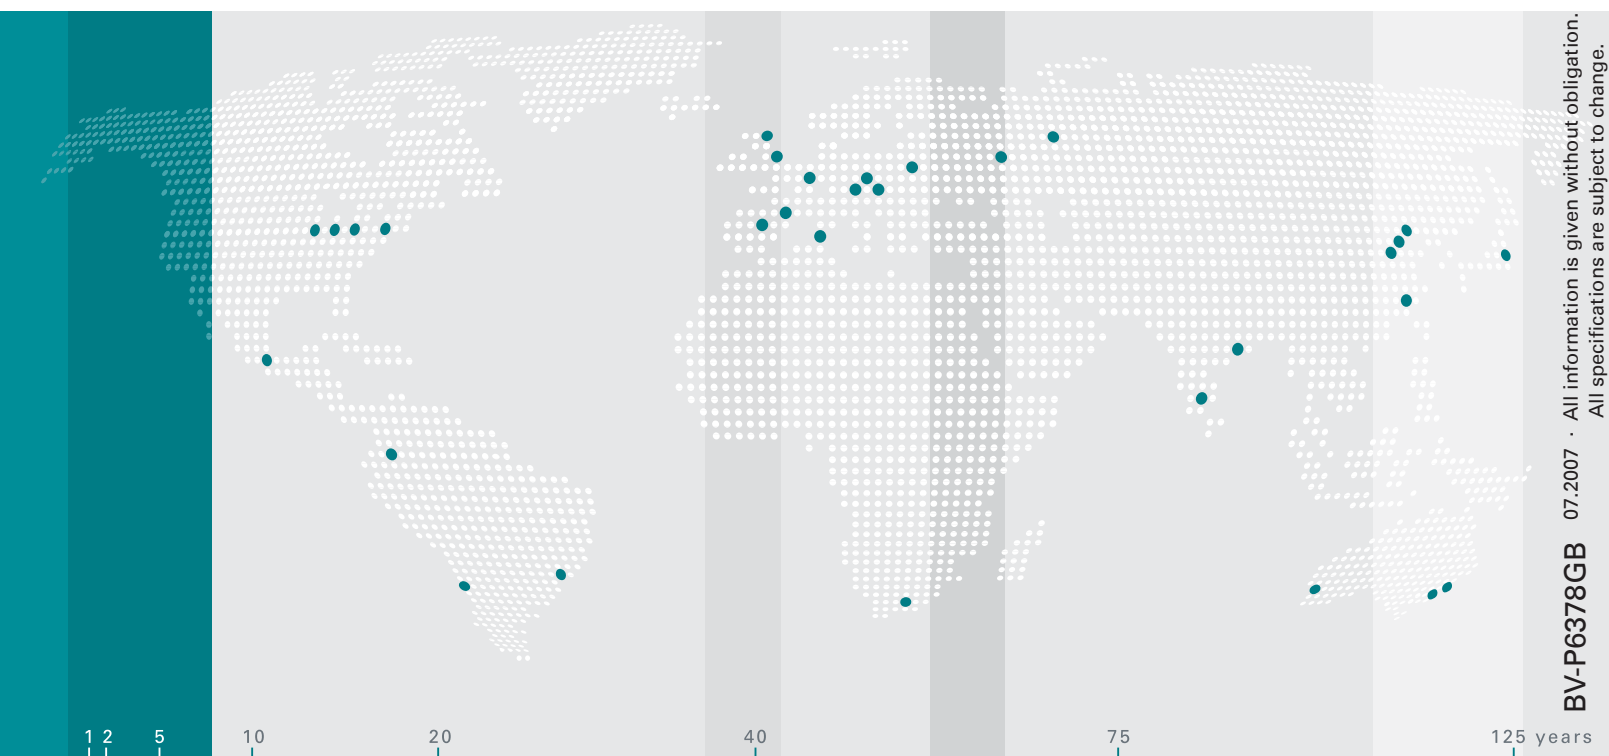 BV-P6378GB 07.2007 · All information is given without obligation.
All specifications are subject to change.
1 2 5 10 20 40 75 125 years